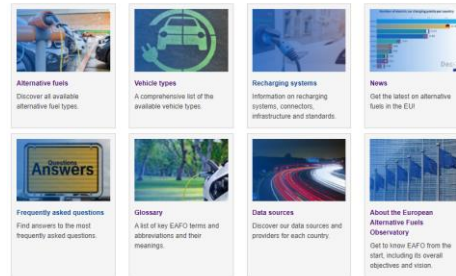 Alternative fuels
Discover all available
alternative fuel types.
Vehicle types
A comprehensive list of the
available vehicle types.
Recharging systems
Information on recharging
systems, connectors,
infrastructure and standards.
News
Get the latest on alternative
fuels in the EU!
Questions
Answers
Frequently asked questions
Find answers to the most
frequently asked questions.
Glossary
A list of key EAFO terms and
abbreviations and their
meanings.
Data sources
Discover our data sources and
providers for each country.
About the European
Alternative Fuels
Observatory
Get to know EAFO from the
start, including its overall
objectives and vision.